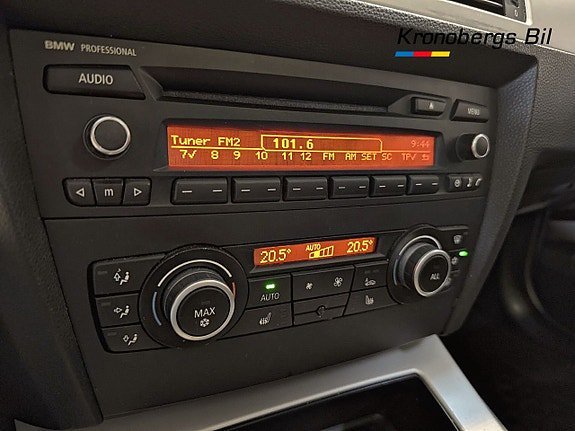 Kronobergs Bil
BMW PROFESSIONAL
AUDIO
MENU
Tuner FM2 101.6 9:44
7✓ 8 9 10 11 12 FM AM SET SC TP✓
m
20.5° AUTO 20.5°
AUTO
MAX
ALL